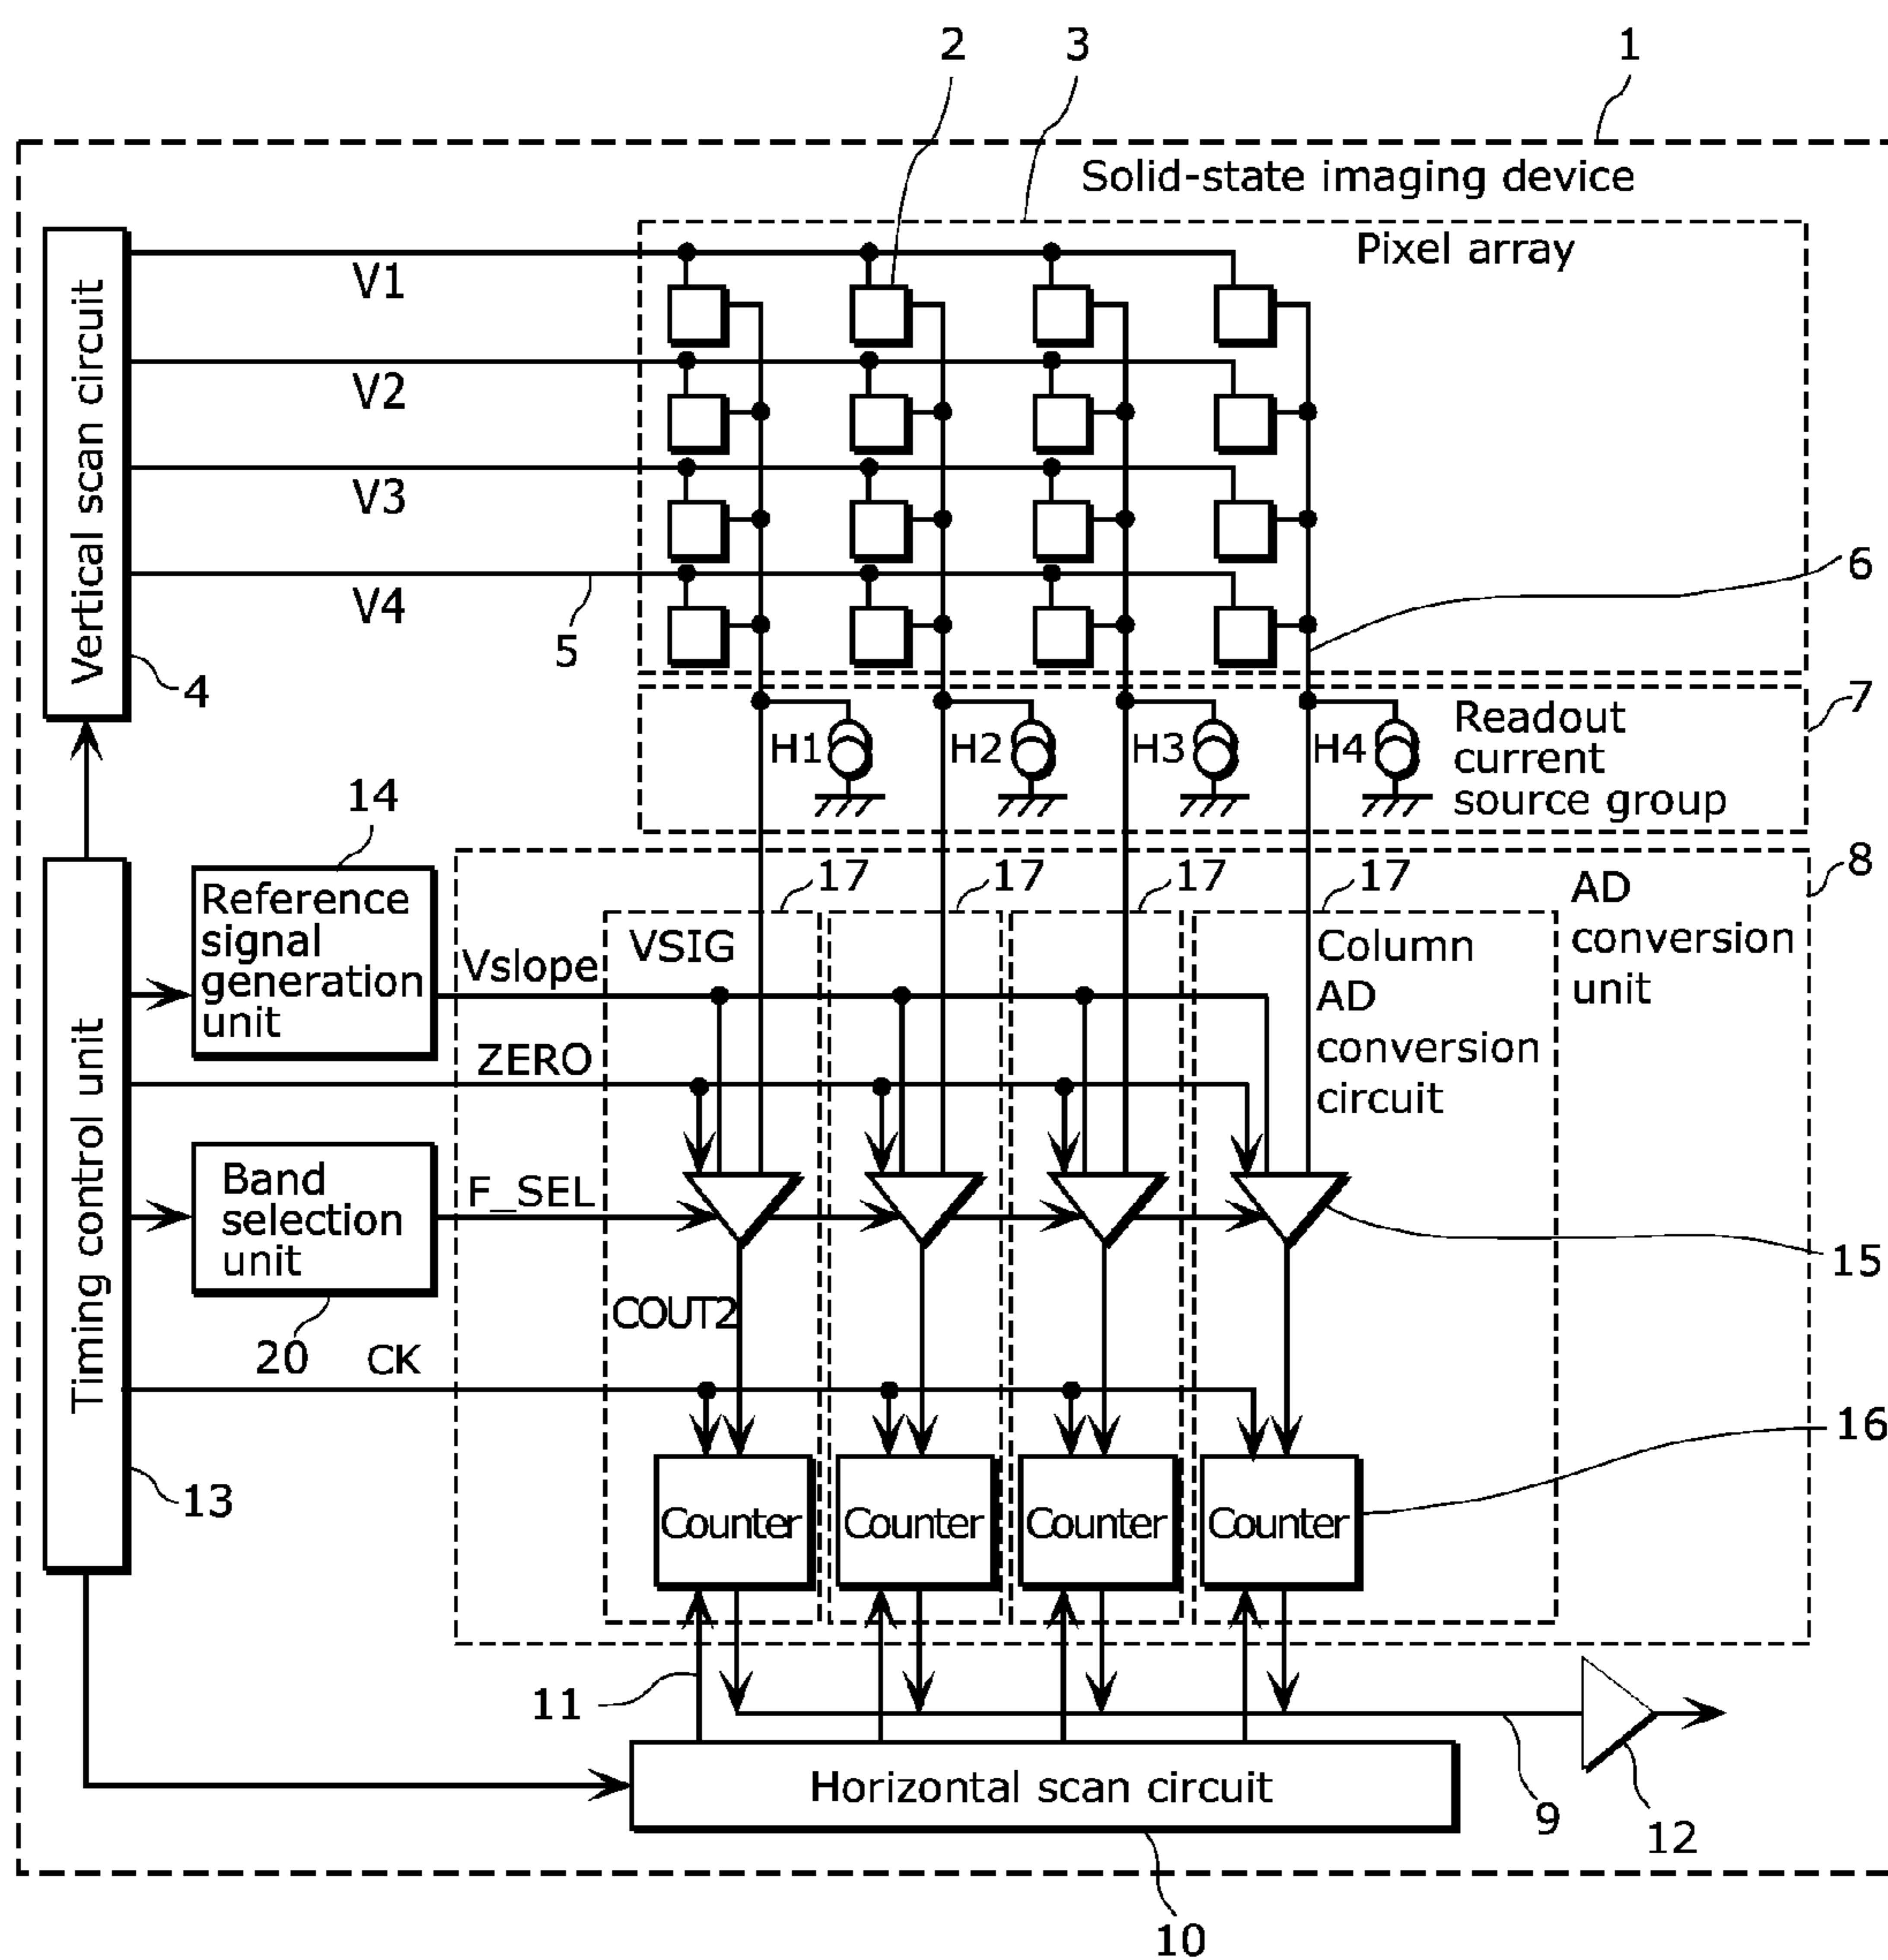 2
3
1
Solid-state imaging device
Pixel array
Vertical scan circuit
V1
V2
V3
V4
5
6
4
7
H1
H2
H3
H4
Readout
current
source group
14
8
17
17
17
17
AD
conversion
unit
Reference
signal
generation
unit
Vslope
VSIG
Column
AD
conversion
circuit
ZERO
Timing control unit
Band
selection
unit
F_SEL
15
20
CK
COUT2
16
13
Counter
Counter
Counter
Counter
11
9
12
Horizontal scan circuit
10